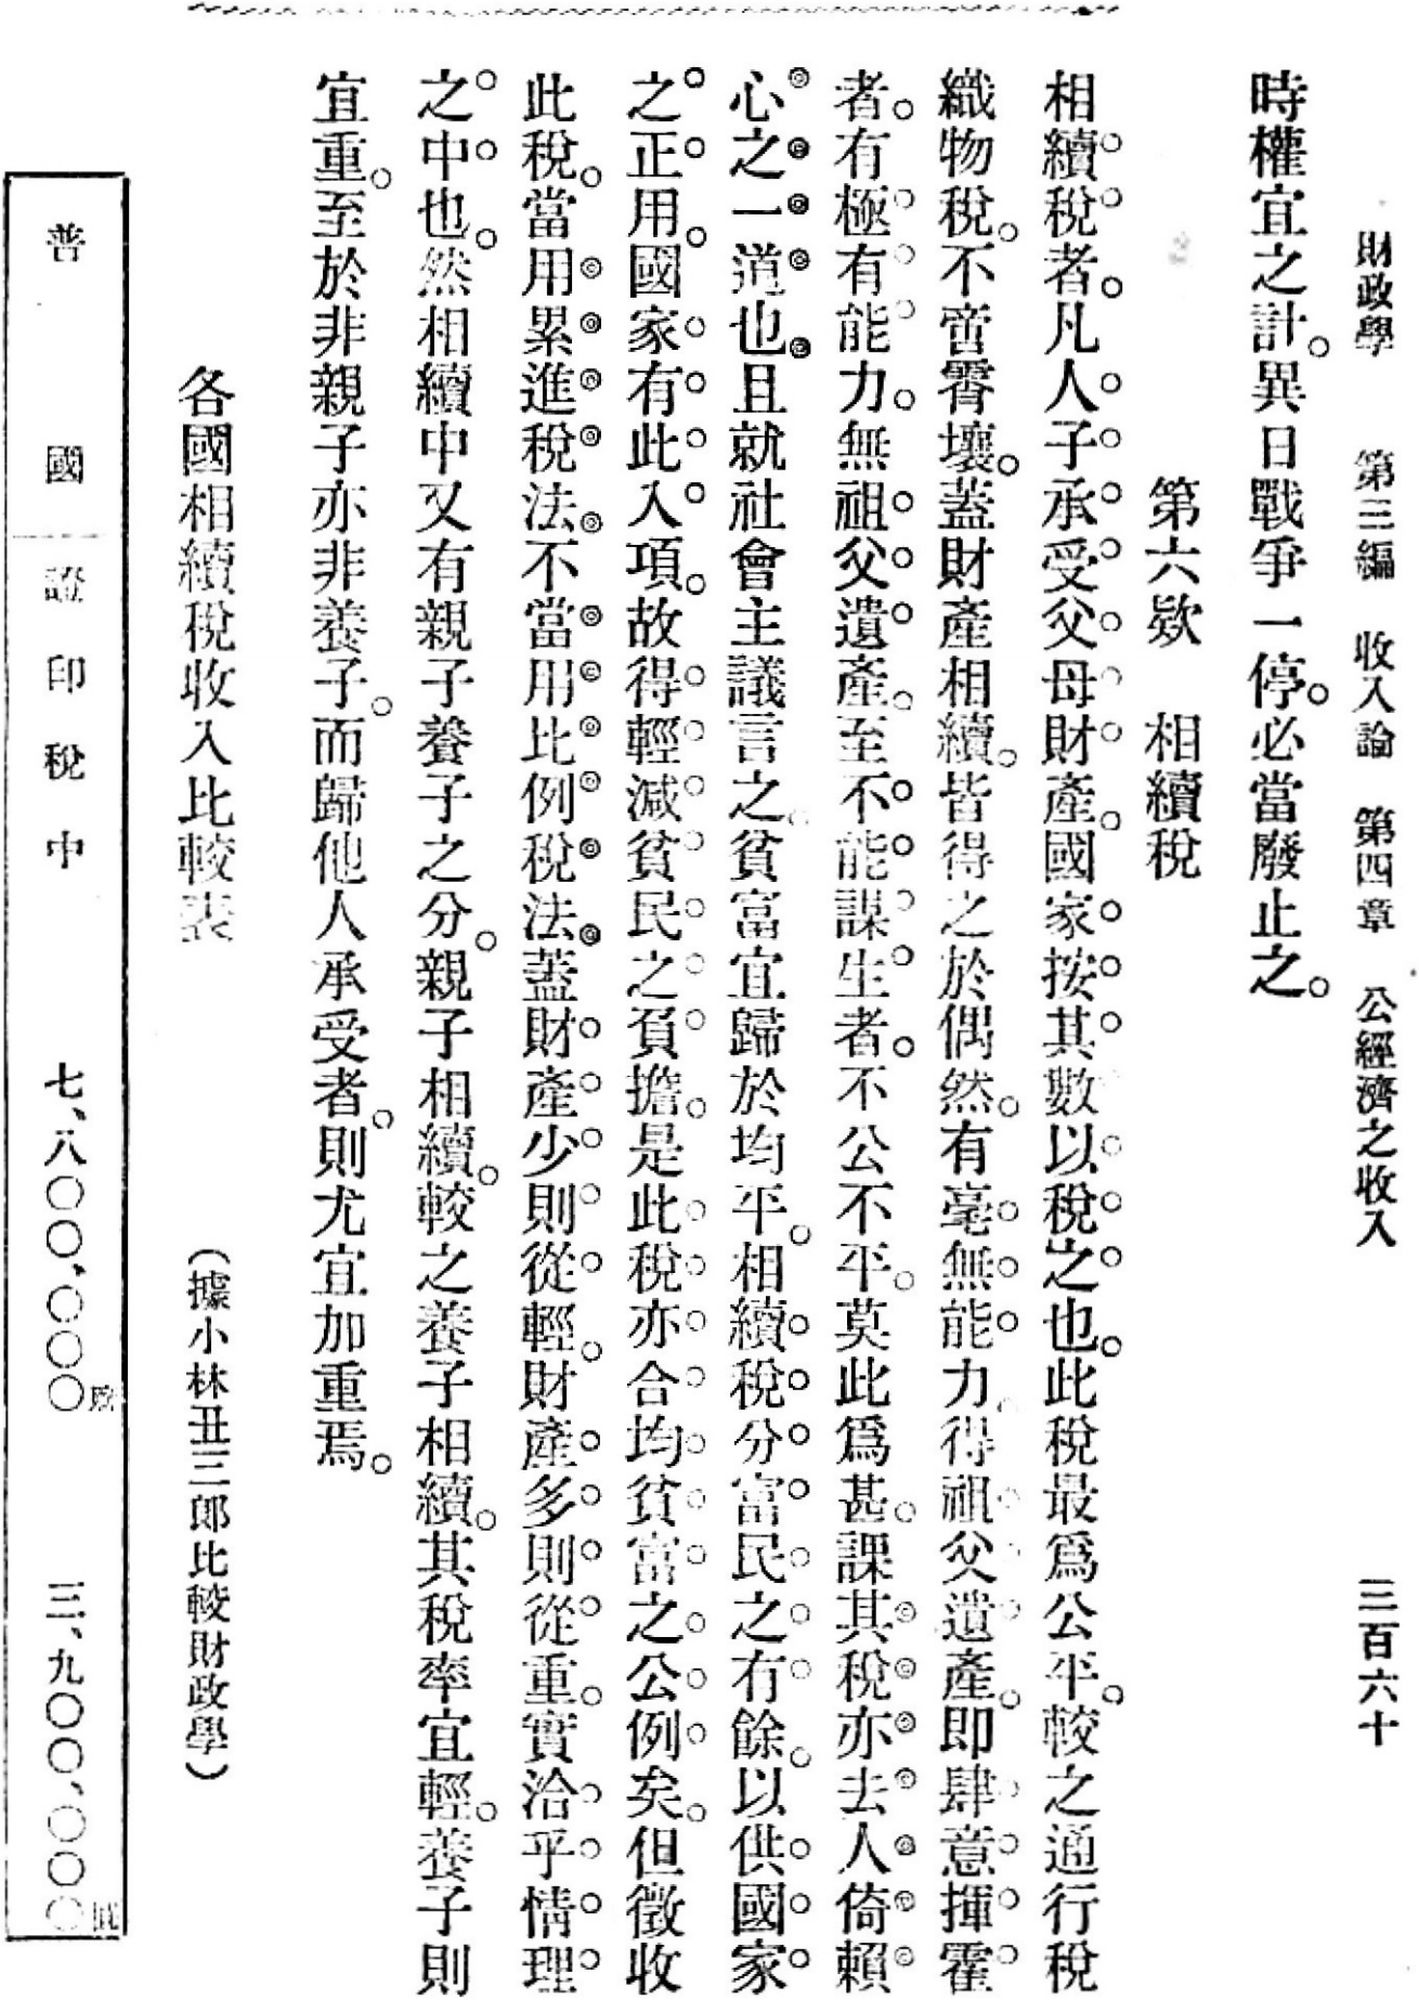 財政學　第三編　收入論　第四章　公經濟之收入　三百六十
時權宜之計。異日戰爭一停。必當廢止之。
第六欵　相續稅
相續稅者。凡人子承受父母財產。國家按其數以稅之也。此稅最爲公平。較之通行稅
織物稅。不啻霄壤。蓋財產相續。皆得之於偶然。有毫無能力。得祖父遺產。即肆意揮霍
者。有極有能力。無祖父遺產。至不能謀生者。不公不平。莫此爲甚。課其稅亦去人倚賴
心之一道也。且就社會主議言之。貧富宜歸於均平。相續稅分富民之有餘。以供國家
之正用。國家有此入項。故得輕減貧民之負擔。是此稅亦合均貧富之公例矣。但徵收
此稅。當用累進稅法。不當用比例稅法。蓋財產少則從輕。財產多則從重。實洽乎情理
之中也。然相續中又有親子養子之分。親子相續。較之養子相續。其稅率宜輕。養子則
宜重。至於非親子亦非養子。而歸他人承受者。則尤宜加重焉。
各國相續稅收入比較表　（據小林丑三郎比較財政學）
普國　證印稅中　七、八〇〇、〇〇〇　三、九〇〇、〇〇〇